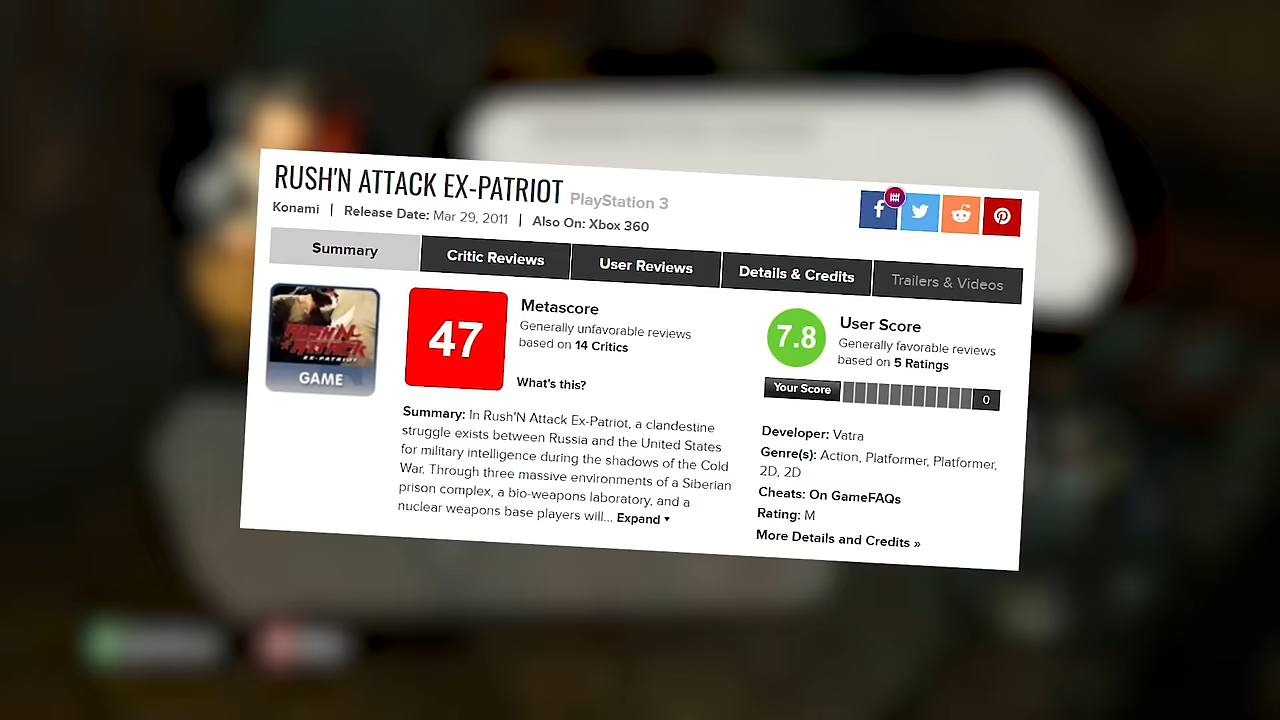 RUSH'N ATTACK EX-PATRIOT PlayStation 3
Konami | Release Date: Mar 29, 2011 | Also On: Xbox 360
Summary
Critic Reviews
User Reviews
Details & Credits
Trailers & Videos
RUSH'N
ATTACK
EX-PATRIOT
GAME
47
Metascore
Generally unfavorable reviews
based on 14 Critics
What's this?
7.8
User Score
Generally favorable reviews
based on 5 Ratings
Your Score
0
Summary: In Rush'N Attack Ex-Patriot, a clandestine
struggle exists between Russia and the United States
for military intelligence during the shadows of the Cold
War. Through three massive environments of a Siberian
prison complex, a bio-weapons laboratory, and a
nuclear weapons base players will... Expand
Developer: Vatra
Genre(s): Action, Platformer, Platformer,
2D, 2D
Cheats: On GameFAQs
Rating: M
More Details and Credits »